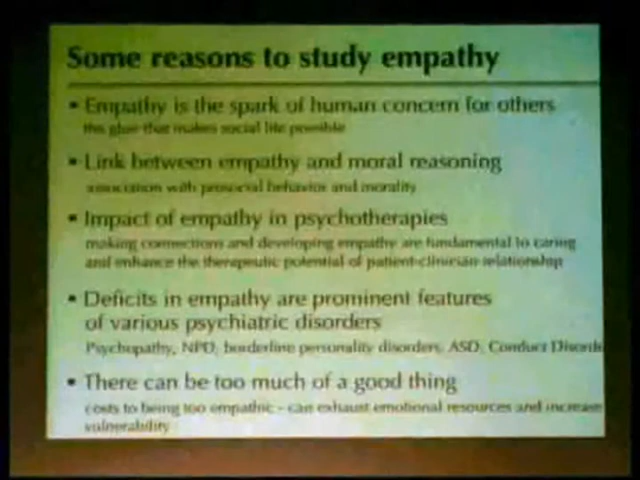 Some reasons to study empathy
• Empathy is the spark of human concern for others
the glue that makes social life possible
• Link between empathy and moral reasoning
association with prosocial behavior and morality
• Impact of empathy in psychotherapies
making connections and developing empathy are fundamental to caring
and enhance the therapeutic potential of patient-clinician relationship
• Deficits in empathy are prominent features
of various psychiatric disorders
Psychopathy, NPD, borderline personality disorders, ASD, Conduct Disorde
• There can be too much of a good thing
costs to being too empathic - can exhaust emotional resources and increase
vulnerability